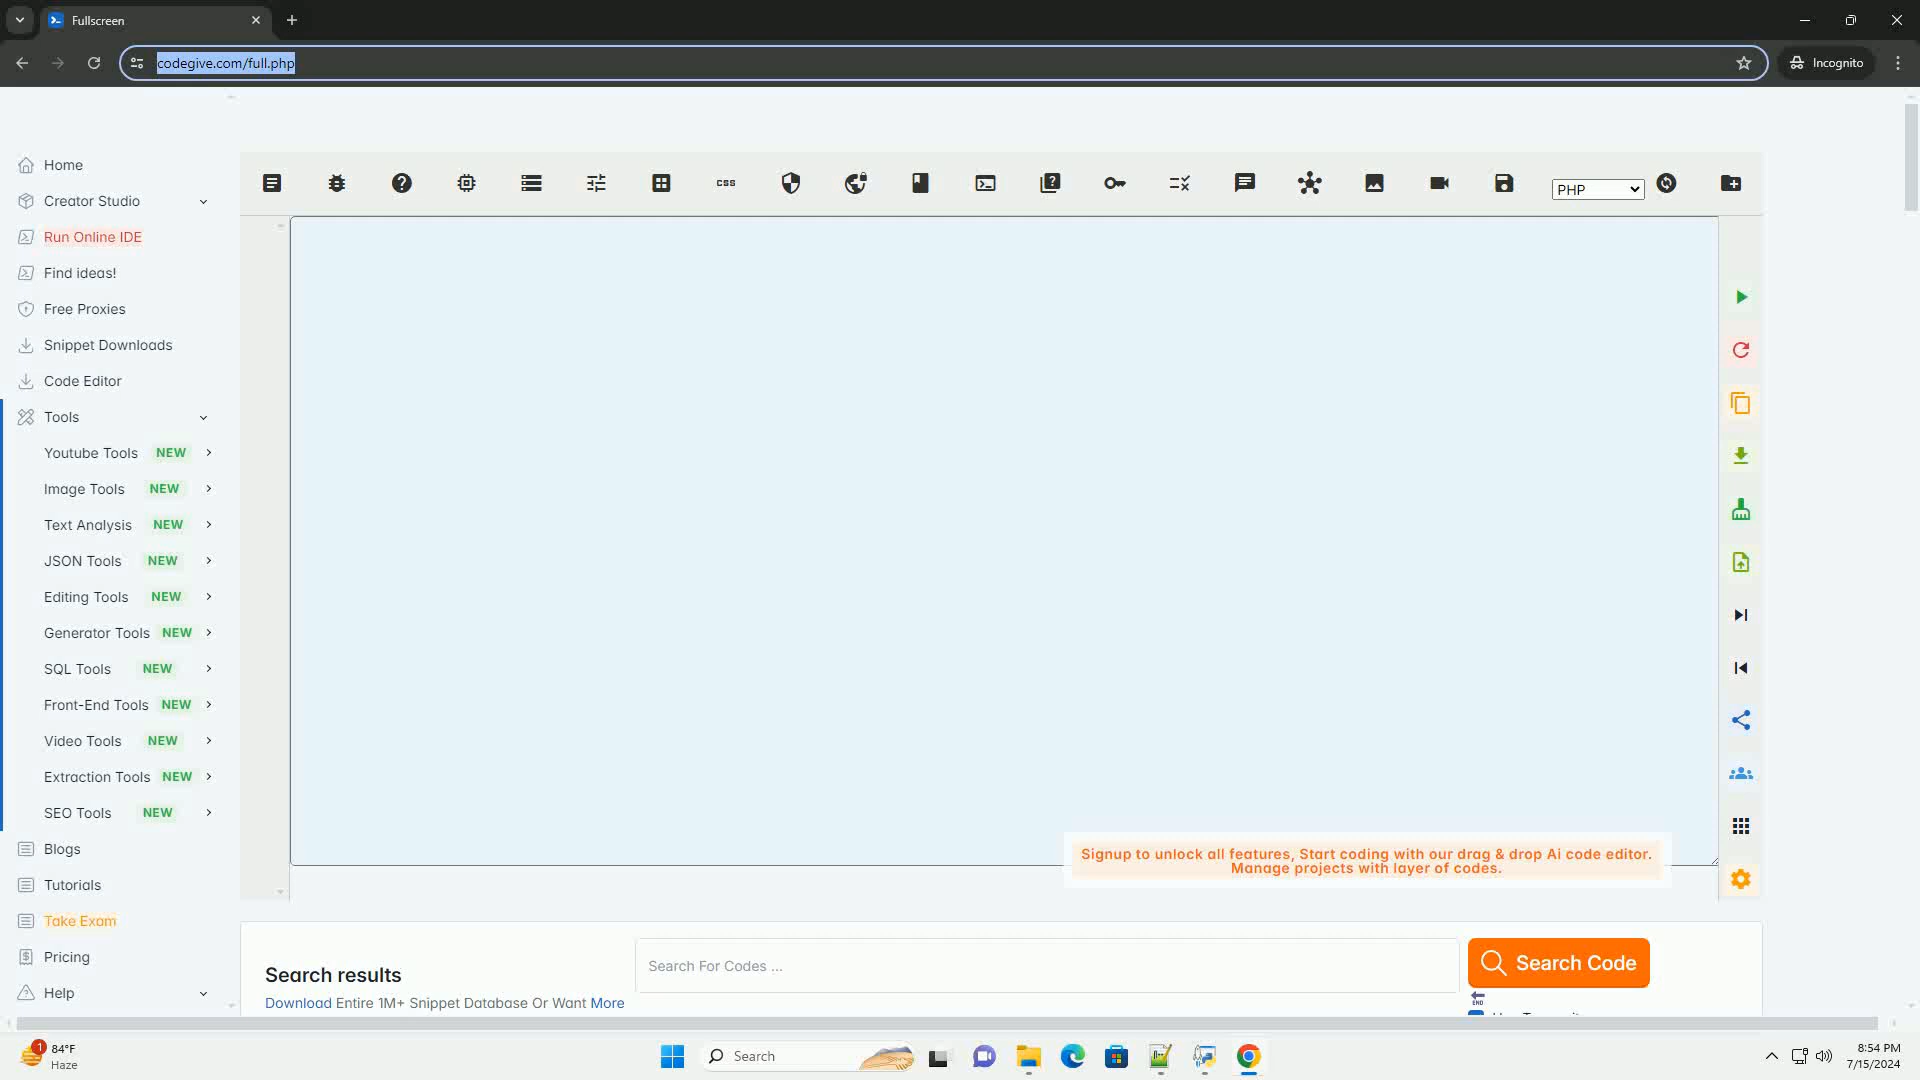 Fullscreen
codegive.com/full.php
Incognito
Home
Creator Studio
Run Online IDE
Find ideas!
Free Proxies
Snippet Downloads
Code Editor
Tools
Youtube Tools NEW
Image Tools NEW
Text Analysis NEW
JSON Tools NEW
Editing Tools NEW
Generator Tools NEW
SQL Tools NEW
Front-End Tools NEW
Video Tools NEW
Extraction Tools NEW
SEO Tools NEW
Blogs
Tutorials
Take Exam
Pricing
Help
CSS
PHP
Signup to unlock all features, Start coding with our drag & drop Ai code editor.
Manage projects with layer of codes.
Search results
Download Entire 1M+ Snippet Database Or Want More
Search For Codes ...
Search Code
END
1
84°F
Haze
Search
8:54 PM
7/15/2024